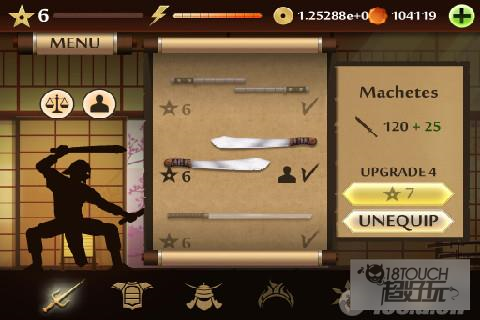 6
1.25288e+0
104119
MENU
Machetes
6
120 + 25
6
UPGRADE 4
7
UNEQUIP
6
18TOUCH
超好玩